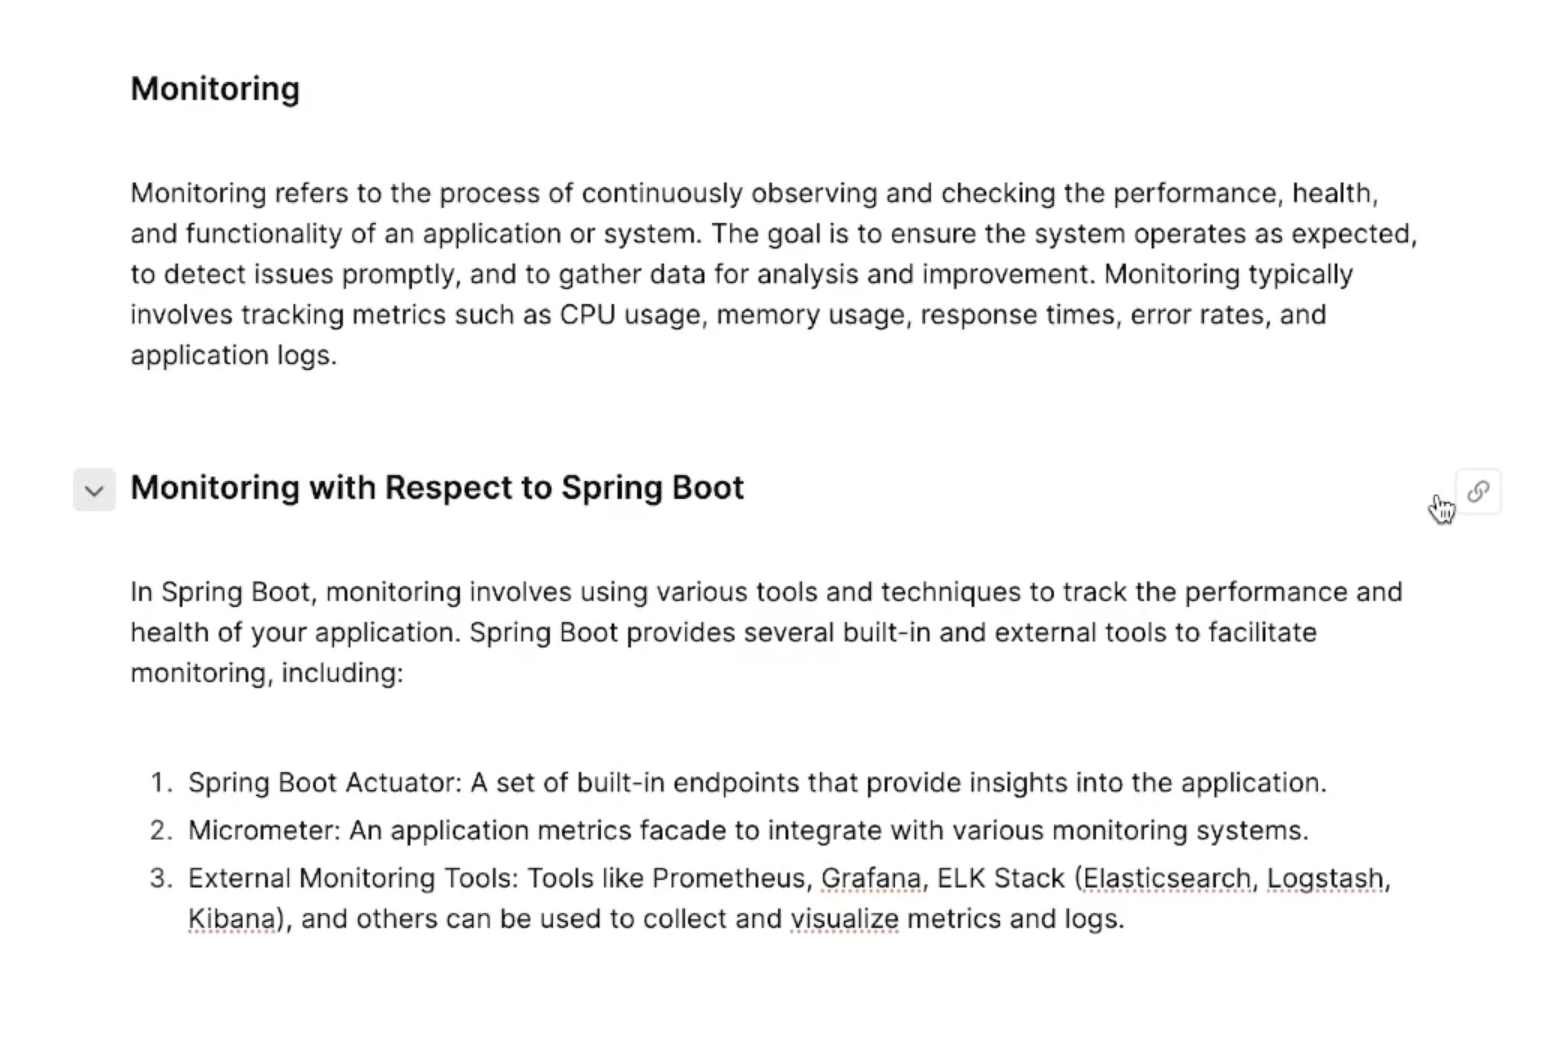 Monitoring
Monitoring refers to the process of continuously observing and checking the performance, health,
and functionality of an application or system. The goal is to ensure the system operates as expected,
to detect issues promptly, and to gather data for analysis and improvement. Monitoring typically
involves tracking metrics such as CPU usage, memory usage, response times, error rates, and
application logs.
Monitoring with Respect to Spring Boot
In Spring Boot, monitoring involves using various tools and techniques to track the performance and
health of your application. Spring Boot provides several built-in and external tools to facilitate
monitoring, including:
1. Spring Boot Actuator: A set of built-in endpoints that provide insights into the application.
2. Micrometer: An application metrics facade to integrate with various monitoring systems.
3. External Monitoring Tools: Tools like Prometheus, Grafana, ELK Stack (Elasticsearch, Logstash,
Kibana), and others can be used to collect and visualize metrics and logs.